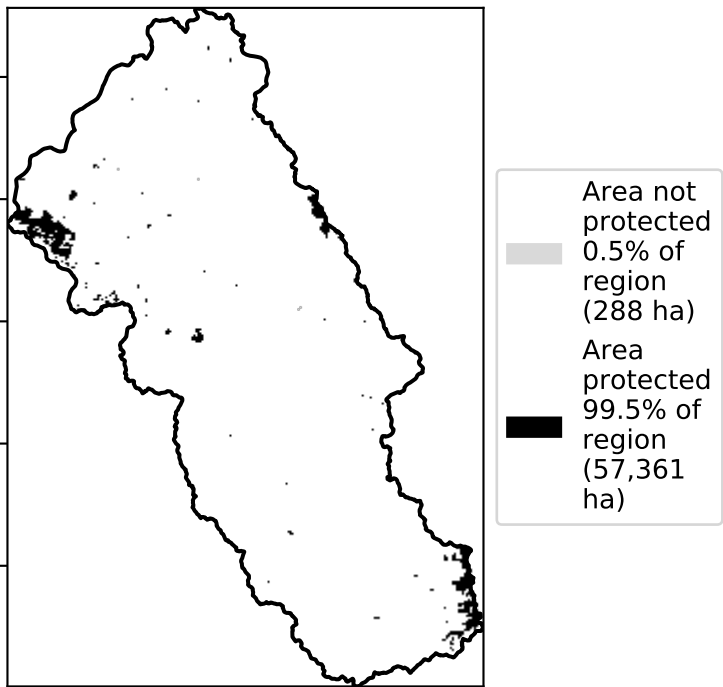 Area not
protected
0.5% of
region
(288 ha)
Area
protected
99.5% of
region
(57,361
ha)